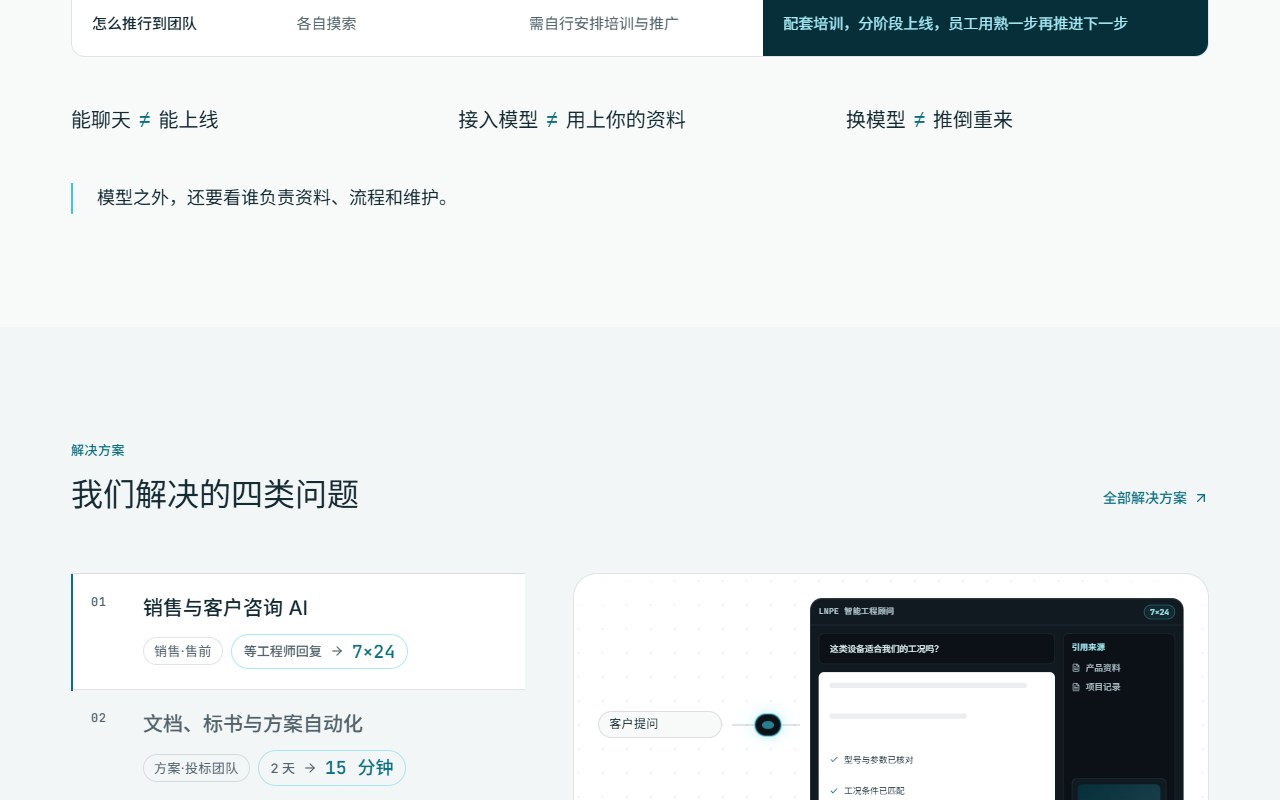 怎么推行到团队 各自摸索 需自行安排培训与推广 配套培训，分阶段上线，员工用熟一步再推进下一步
能聊天 ≠ 能上线 接入模型 ≠ 用上你的资料 换模型 ≠ 推倒重来
模型之外，还要看谁负责资料、流程和维护。
解决方案
我们解决的四类问题
全部解决方案
01 销售与客户咨询 AI
销售·售前 等工程师回复 → 7×24
02 文档、标书与方案自动化
方案·投标团队 2 天 → 15 分钟
客户提问
LNPE 智能工程顾问 7×24
这类设备适合我们的工况吗?
型号与参数已核对
工况条件已匹配
引用来源
产品资料
项目记录